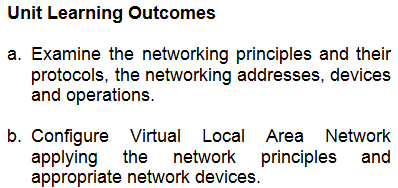 Unit Learning Outcomes
a. Examine the networking principles and their
protocols, the networking addresses, devices
and operations.
b. Configure Virtual Local Area Network
applying the network principles and
appropriate network devices.